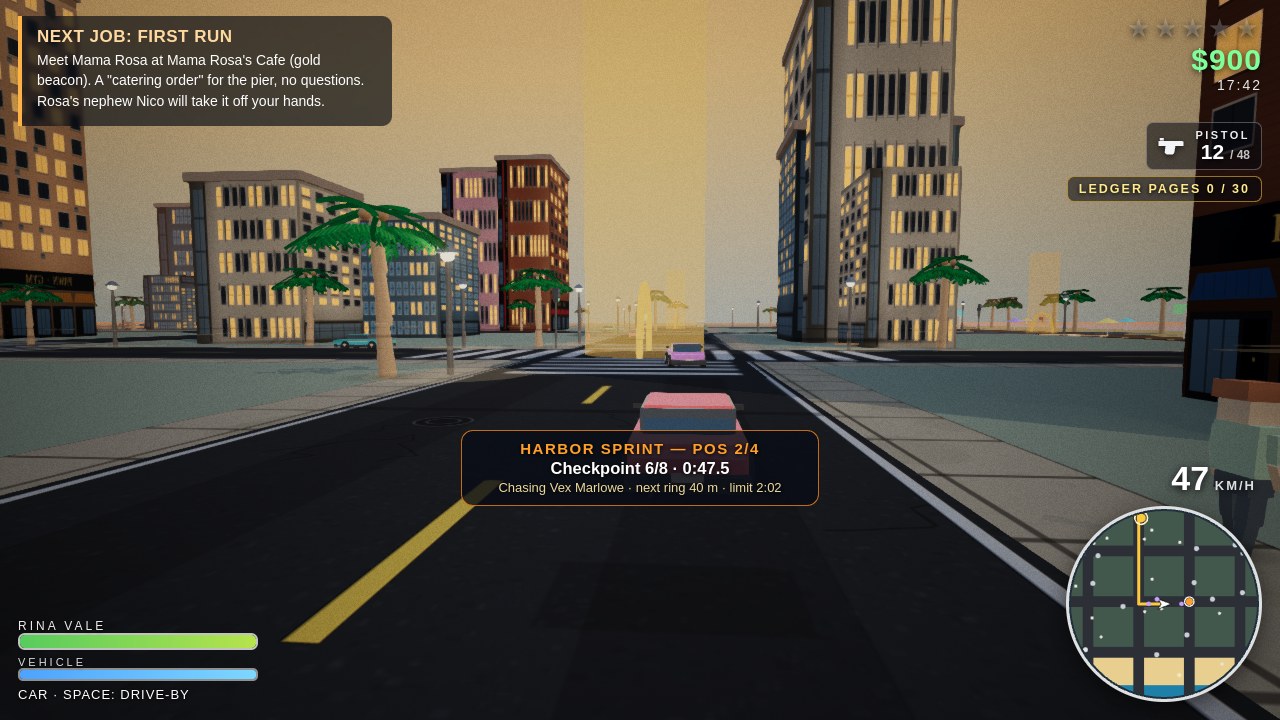 NEXT JOB: FIRST RUN
Meet Mama Rosa at Mama Rosa's Cafe (gold
beacon). A "catering order" for the pier, no questions.
Rosa's nephew Nico will take it off your hands.
$900
17:42
PISTOL
12 / 48
LEDGER PAGES 0 / 30
HARBOR SPRINT — POS 2/4
Checkpoint 6/8 · 0:47.5
Chasing Vex Marlowe · next ring 40 m · limit 2:02
47 KM/H
RINA VALE
VEHICLE
CAR · SPACE: DRIVE-BY